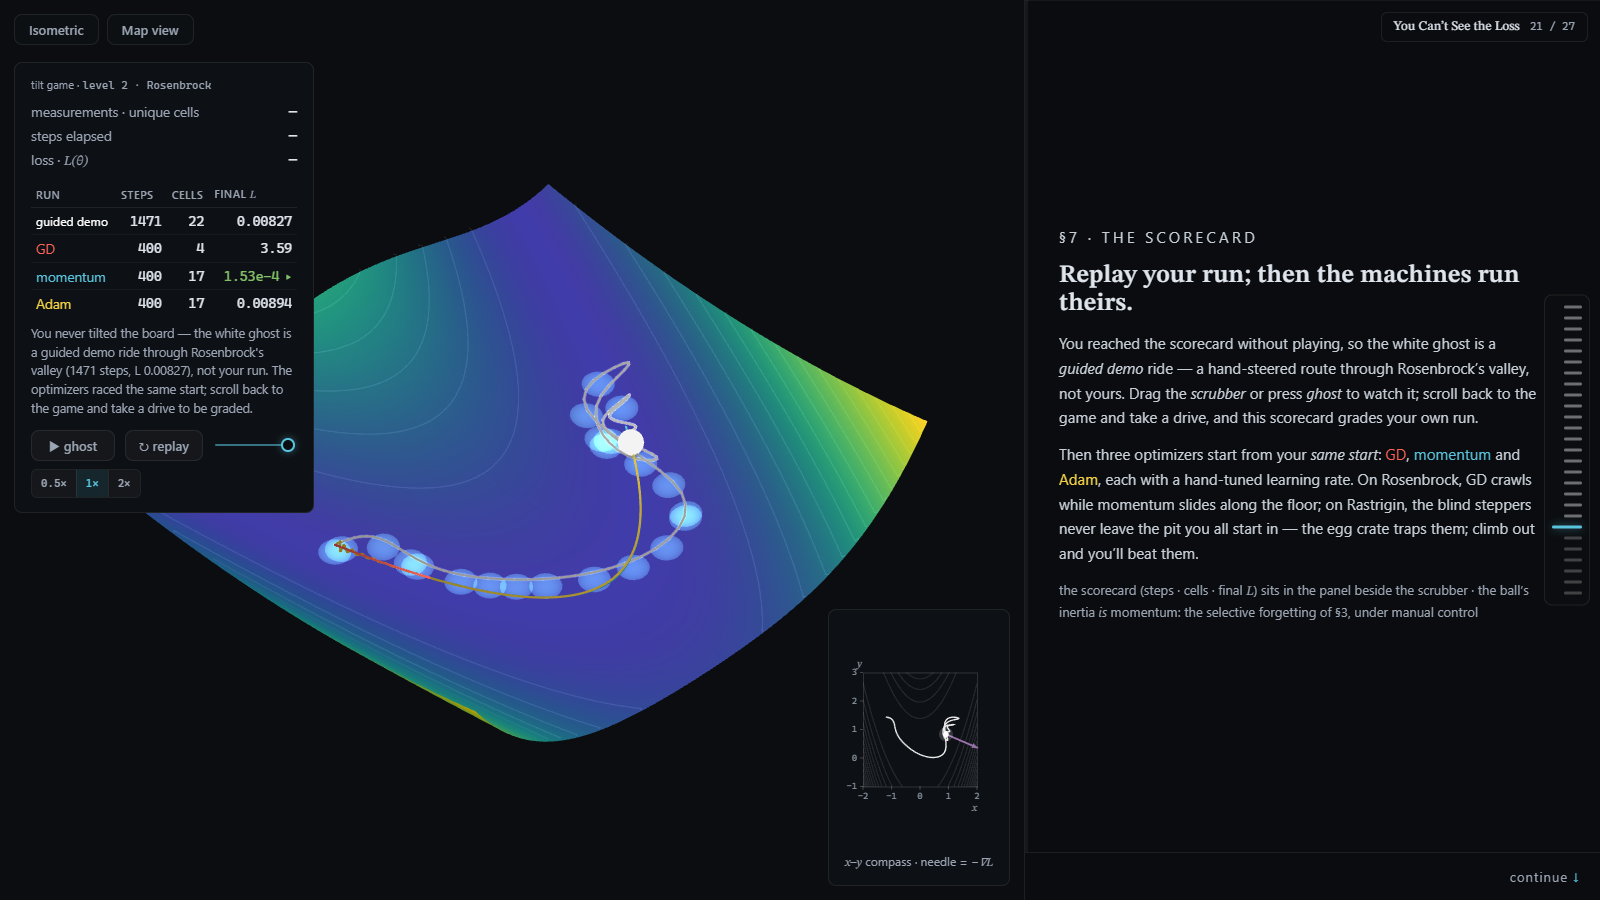 Isometric
Map view
tilt game · level 2 · Rosenbrock
measurements · unique cells –
steps elapsed –
loss · L(θ) –
RUN STEPS CELLS FINAL L
guided demo 1471 22 0.00827
GD 400 4 3.59
momentum 400 17 1.53e−4 ▸
Adam 400 17 0.00894
You never tilted the board — the white ghost is
a guided demo ride through Rosenbrock's
valley (1471 steps, L 0.00827), not your run. The
optimizers raced the same start; scroll back to
the game and take a drive to be graded.
▶ ghost
↻ replay
0.5× 1× 2×
y
3
2
1
0
−1
−2 −1 0 1 2
x
x–y compass · needle = −∇L
You Can't See the Loss 21 / 27
§7 · THE SCORECARD
Replay your run; then the machines run
theirs.
You reached the scorecard without playing, so the white ghost is a
guided demo ride — a hand-steered route through Rosenbrock's valley,
not yours. Drag the scrubber or press ghost to watch it; scroll back to the
game and take a drive, and this scorecard grades your own run.
Then three optimizers start from your same start: GD, momentum and
Adam, each with a hand-tuned learning rate. On Rosenbrock, GD crawls
while momentum slides along the floor; on Rastrigin, the blind steppers
never leave the pit you all start in — the egg crate traps them; climb out
and you'll beat them.
the scorecard (steps · cells · final L) sits in the panel beside the scrubber · the ball's
inertia is momentum: the selective forgetting of §3, under manual control
continue ↓